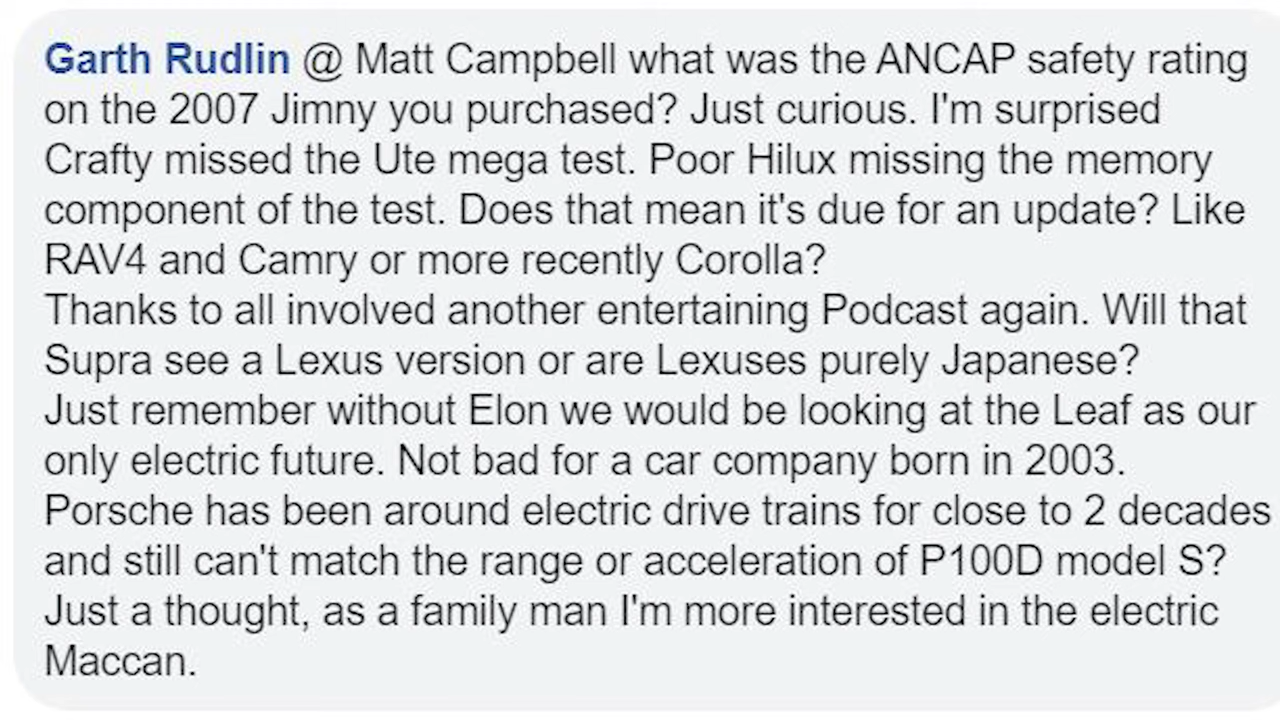 Garth Rudlin @ Matt Campbell what was the ANCAP safety rating
on the 2007 Jimny you purchased? Just curious. I'm surprised
Crafty missed the Ute mega test. Poor Hilux missing the memory
component of the test. Does that mean it's due for an update? Like
RAV4 and Camry or more recently Corolla?
Thanks to all involved another entertaining Podcast again. Will that
Supra see a Lexus version or are Lexuses purely Japanese?
Just remember without Elon we would be looking at the Leaf as our
only electric future. Not bad for a car company born in 2003.
Porsche has been around electric drive trains for close to 2 decades
and still can't match the range or acceleration of P100D model S?
Just a thought, as a family man I'm more interested in the electric
Maccan.